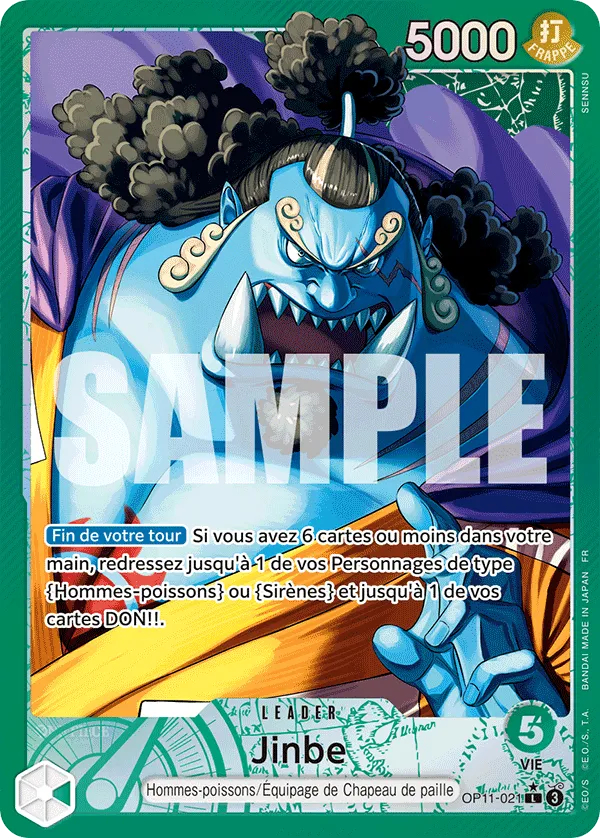 5000
打
FRAPPE
SENNSU
SAMPLE
Fin de votre tour Si vous avez 6 cartes ou moins dans votre
main, redressez jusqu'à 1 de vos Personnages de type
{Hommes-poissons} ou {Sirènes} et jusqu'à 1 de vos
cartes DON!!.
©E.O/S ©E.O./S., T.A. BANDAI MADE IN JAPAN FR
LEADER
5
VIE
Jinbe
Hommes-poissons/Équipage de Chapeau de paille
OP11-021 L 3